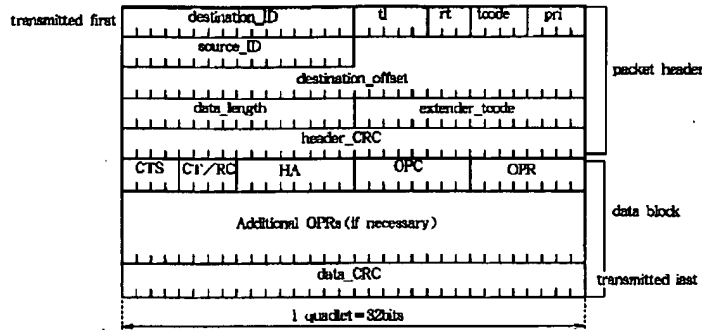 transmitted first
destination_ID tl rt tcode pri
source_ID
destination_offset
packet header
data_length extender_tcode
header_CRC
CTS CT/RC HA OPC OPR
Additional OPRs (if necessary)
data block
data_CRC
transmitted last
1 quadlet=32bits